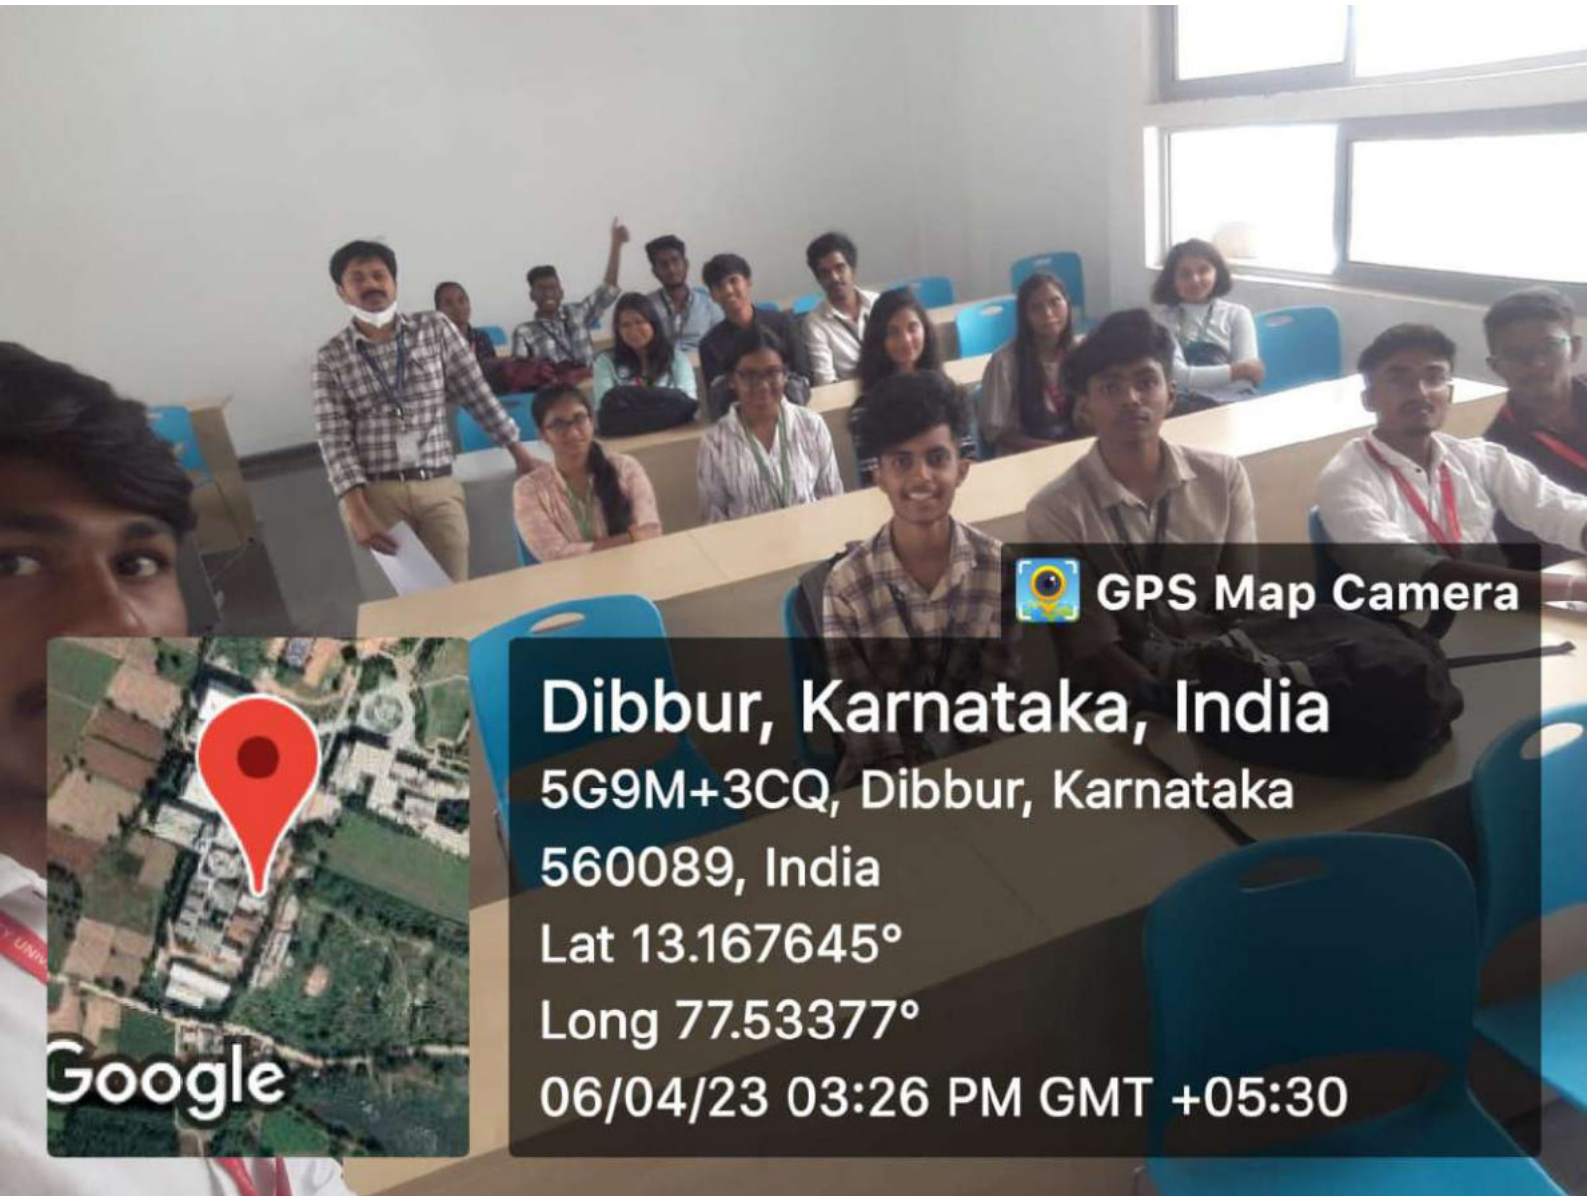 GPS Map Camera
Dibbur, Karnataka, India
5G9M+3CQ, Dibbur, Karnataka
560089, India
Lat 13.167645°
Long 77.53377°
06/04/23 03:26 PM GMT +05:30
Google